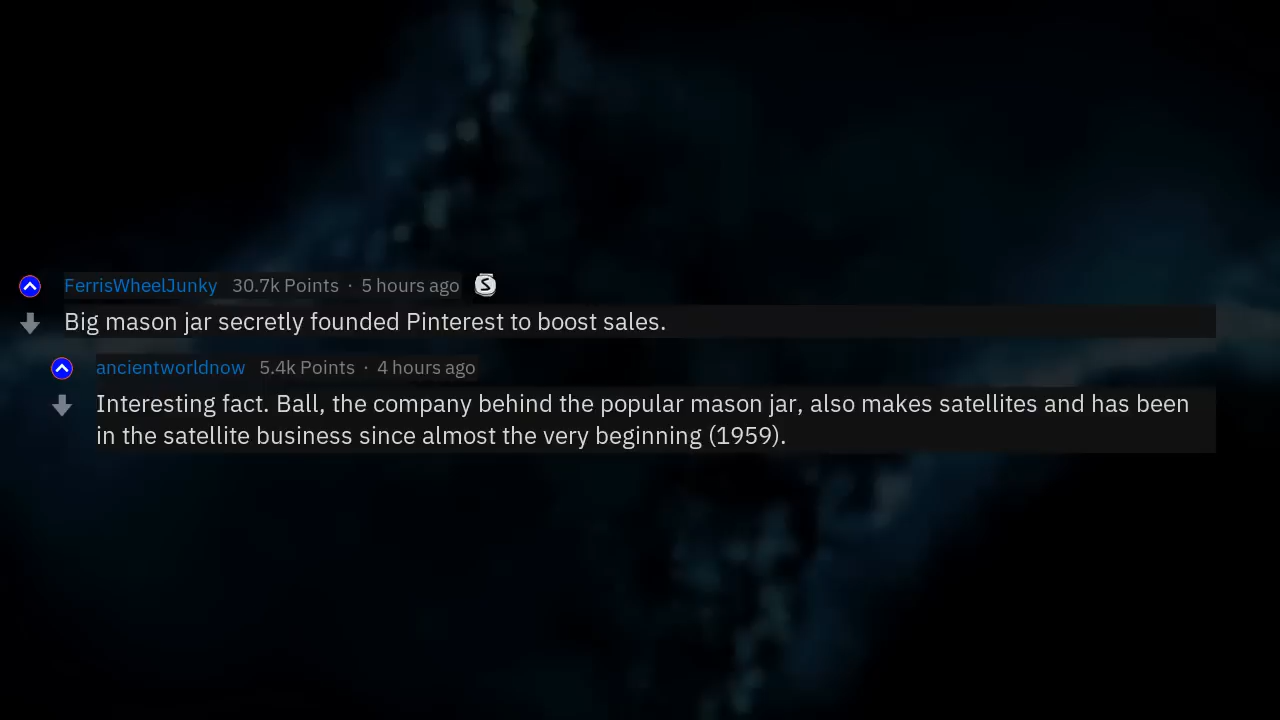 FerrisWheelJunky 30.7k Points · 5 hours ago S
Big mason jar secretly founded Pinterest to boost sales.
ancientworldnow 5.4k Points · 4 hours ago
Interesting fact. Ball, the company behind the popular mason jar, also makes satellites and has been
in the satellite business since almost the very beginning (1959).